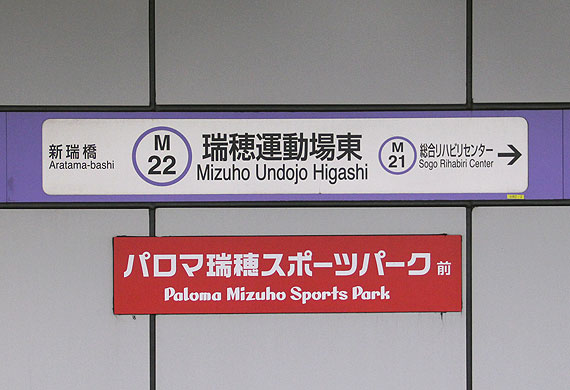 新瑞橋
Aratama-bashi
M
22
瑞穂運動場東
Mizuho Undojo Higashi
M
21
総合リハビリセンター
Sogo Rihabiri Center
パロマ瑞穂スポーツパーク前
Paloma Mizuho Sports Park